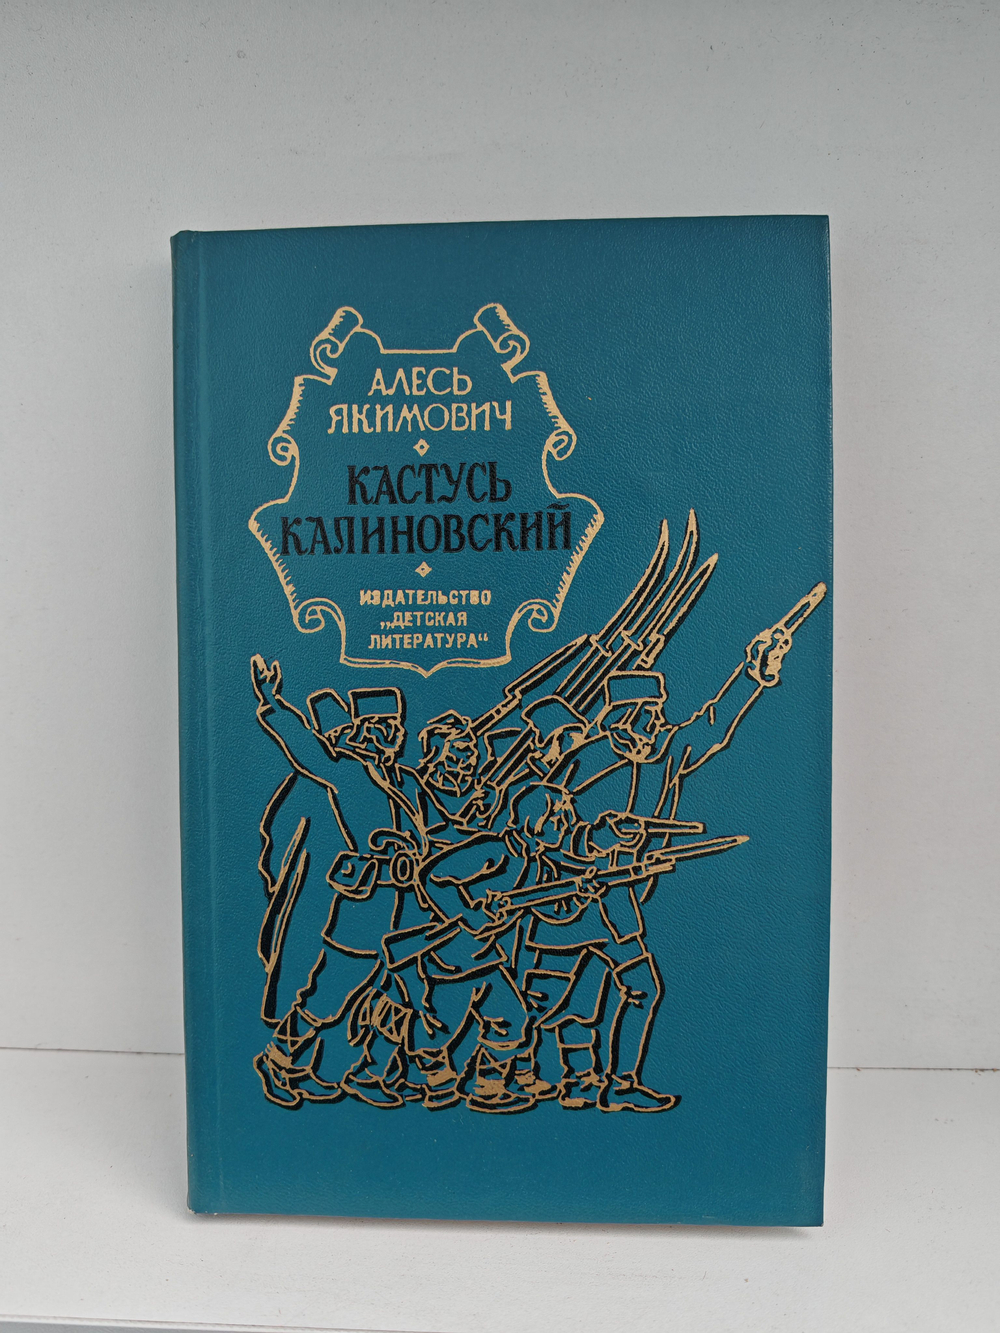 АЛЕСЬ
ЯКИМОВИЧ
КАСТУСЬ
КАЛИНОВСКИЙ
ИЗДАТЕЛЬСТВО
„ДЕТСКАЯ
ЛИТЕРАТУРА“